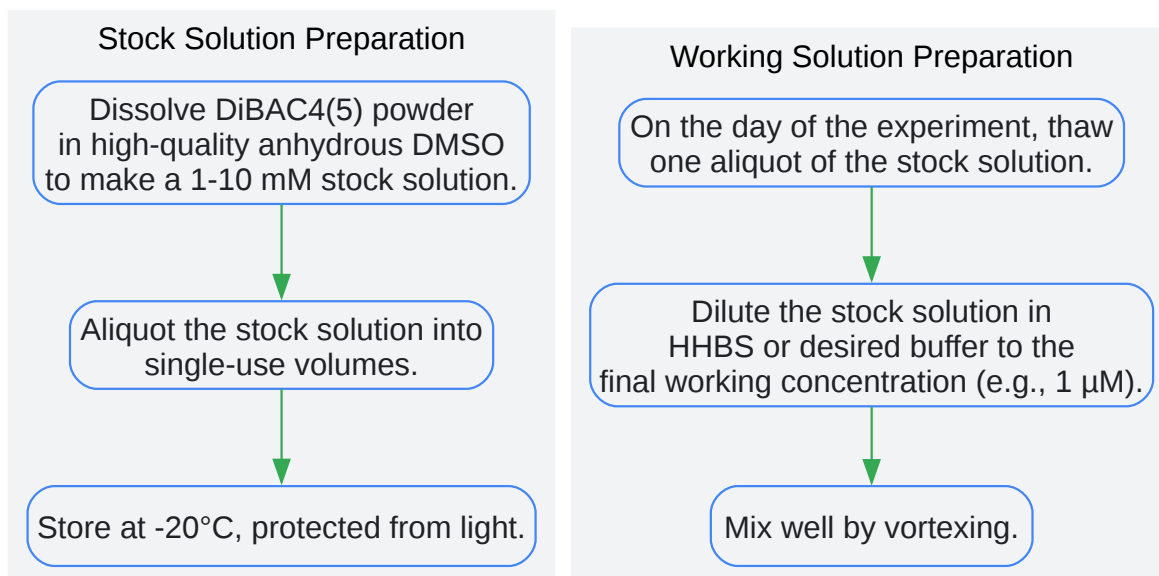 Stock Solution Preparation
Dissolve DiBAC4(5) powder
in high-quality anhydrous DMSO
to make a 1-10 mM stock solution.
Aliquot the stock solution into
single-use volumes.
Store at -20°C, protected from light.
Working Solution Preparation
On the day of the experiment, thaw
one aliquot of the stock solution.
Dilute the stock solution in
HHBS or desired buffer to the
final working concentration (e.g., 1 µM).
Mix well by vortexing.